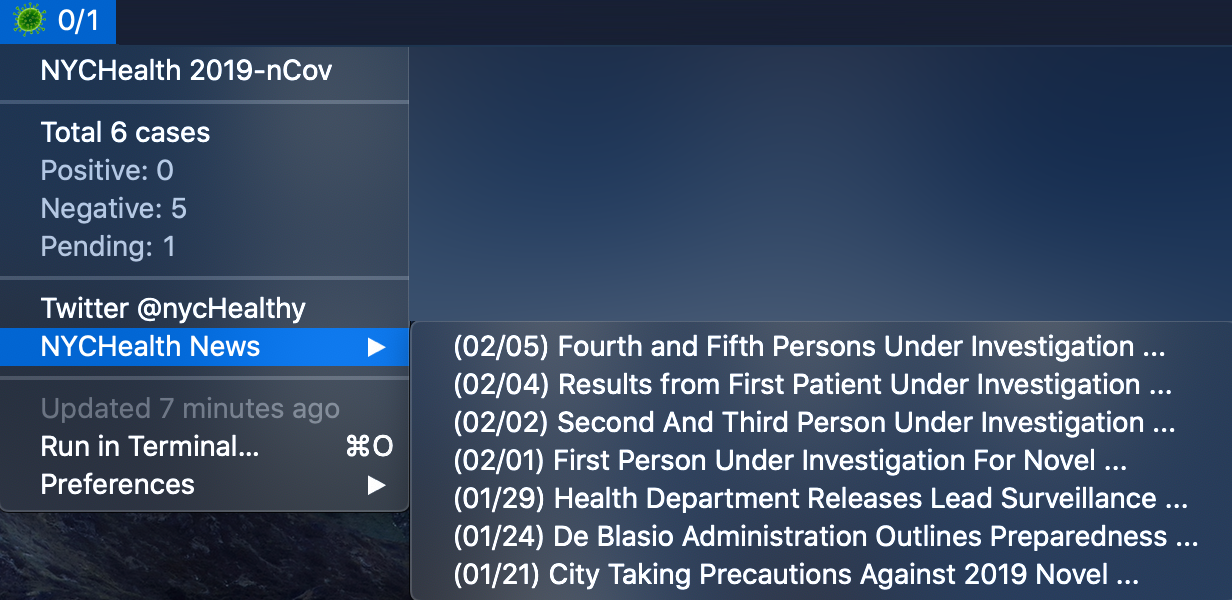 0/1
NYCHealth 2019-nCov
Total 6 cases
Positive: 0
Negative: 5
Pending: 1
Twitter @nycHealthy
NYCHealth News ▶
Updated 7 minutes ago
Run in Terminal... ⌘O
Preferences ▶
(02/05) Fourth and Fifth Persons Under Investigation ...
(02/04) Results from First Patient Under Investigation ...
(02/02) Second And Third Person Under Investigation ...
(02/01) First Person Under Investigation For Novel ...
(01/29) Health Department Releases Lead Surveillance ...
(01/24) De Blasio Administration Outlines Preparedness ...
(01/21) City Taking Precautions Against 2019 Novel ...